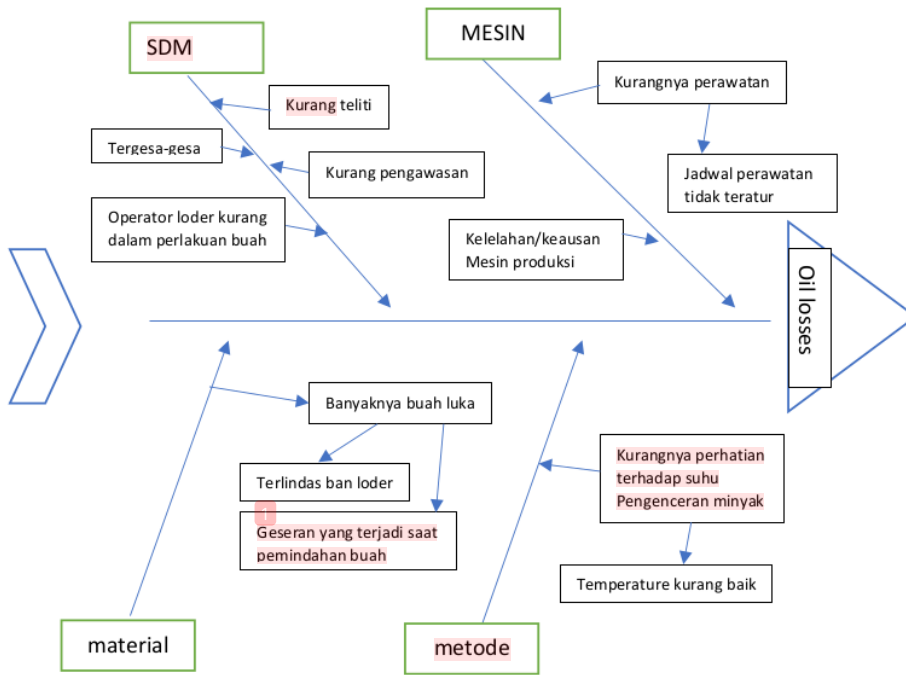 SDM
MESIN
Kurang teliti
Kurangnya perawatan
Tergesa-gesa
Kurang pengawasan
Jadwal perawatan
tidak teratur
Operator loder kurang
dalam perlakuan buah
Kelelahan/keausan
Mesin produksi
Oil losses
Banyaknya buah luka
Terlindas ban loder
1
Geseran yang terjadi saat
pemindahan buah
Kurangnya perhatian
terhadap suhu
Pengenceran minyak
Temperature kurang baik
material
metode